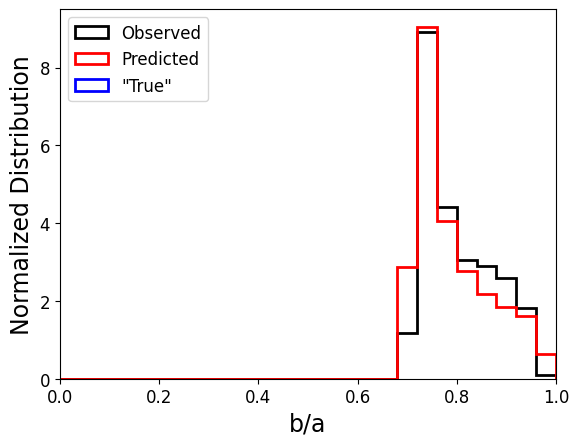 Observed
Predicted
"True"
Normalized Distribution
8
6
4
2
0
0.0 0.2 0.4 0.6 0.8 1.0
b/a